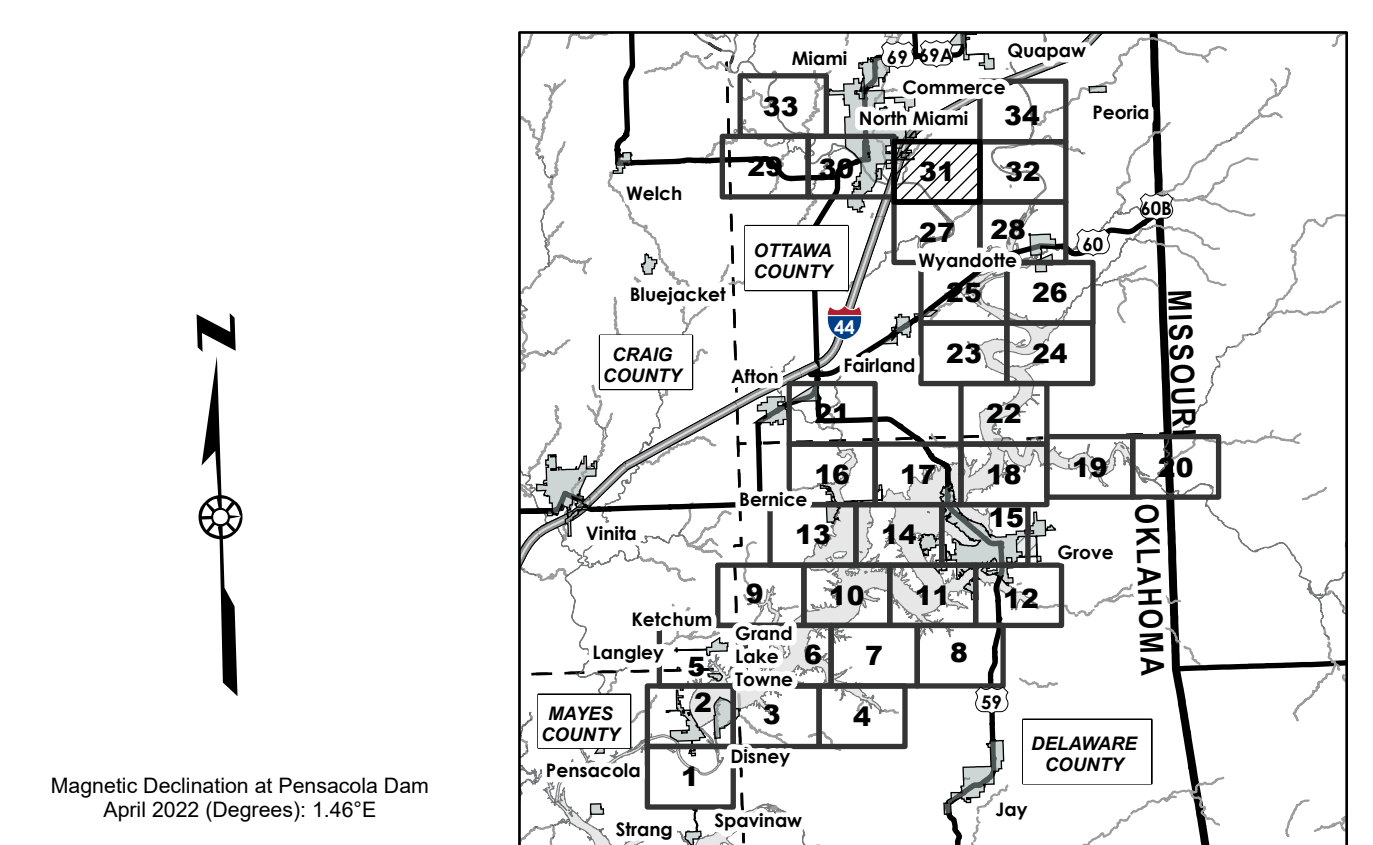 Miami
69
69A
Quapaw
Commerce
33
34
Peoria
North Miami
29
30
31
32
Welch
60B
27
28
60
OTTAWA
COUNTY
Wyandotte
Bluejacket
25
26
N
44
MISSOURI
CRAIG
COUNTY
Fairland
23
24
Afton
21
22
16
17
18
19
20
Bernice
OKLAHOMA
Vinita
13
14
15
Grove
9
10
11
12
Ketchum
Grand
Lake
Towne
Langley
5
6
7
8
59
MAYES
COUNTY
2
3
4
DELAWARE
COUNTY
Disney
Pensacola
1
Magnetic Declination at Pensacola Dam
April 2022 (Degrees): 1.46°E
Jay
Spavinaw
Strang